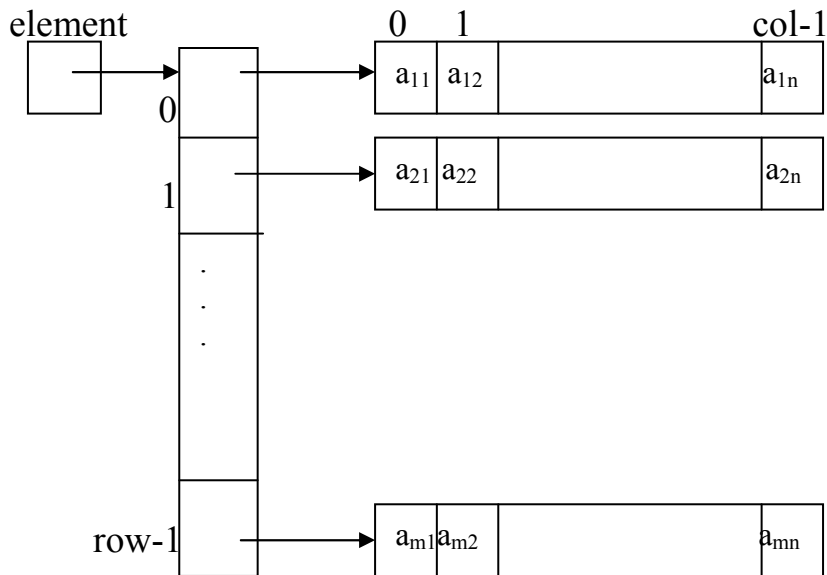 element
0 1 col-1
a₁₁ a₁₂ a₁ₙ
0
a₂₁ a₂₂ a₂ₙ
1
.
.
.
row-1 aₘ₁ aₘ₂ aₘₙ